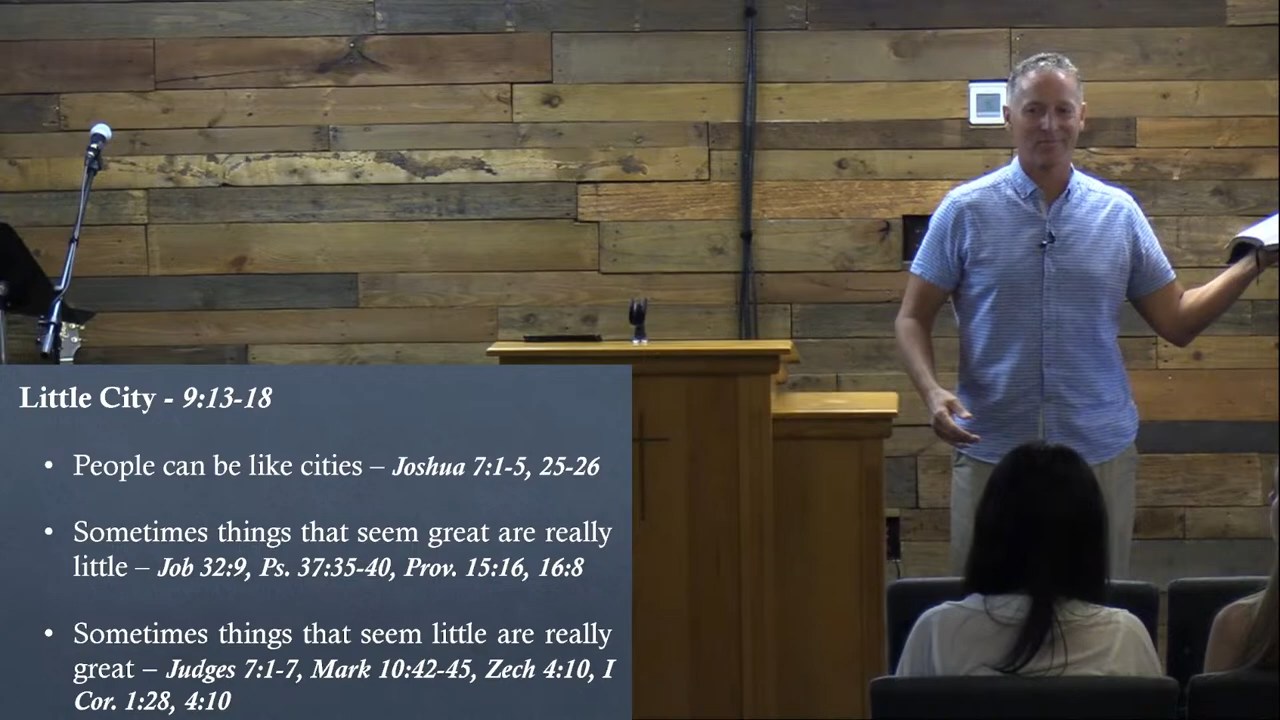 Little City - 9:13-18
• People can be like cities – Joshua 7:1-5, 25-26
• Sometimes things that seem great are really
little – Job 32:9, Ps. 37:35-40, Prov. 15:16, 16:8
• Sometimes things that seem little are really
great – Judges 7:1-7, Mark 10:42-45, Zech 4:10, I
Cor. 1:28, 4:10